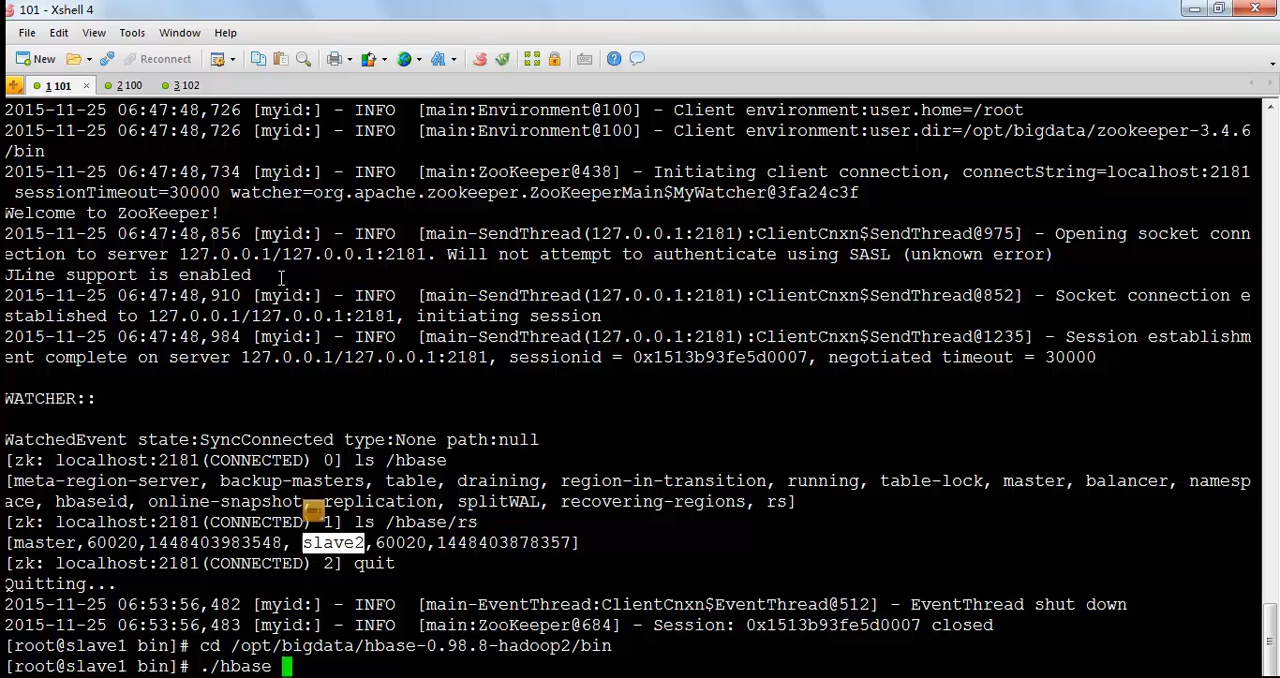 101 - Xshell 4
File Edit View Tools Window Help
New Reconnect
1 101 2 100 3 102
2015-11-25 06:47:48,726 [myid:] - INFO  [main:Environment@100] - Client environment:user.home=/root
2015-11-25 06:47:48,726 [myid:] - INFO  [main:Environment@100] - Client environment:user.dir=/opt/bigdata/zookeeper-3.4.6
/bin
2015-11-25 06:47:48,734 [myid:] - INFO  [main:ZooKeeper@438] - Initiating client connection, connectString=localhost:2181
 sessionTimeout=30000 watcher=org.apache.zookeeper.ZooKeeperMain$MyWatcher@3fa24c3f
Welcome to ZooKeeper!
2015-11-25 06:47:48,856 [myid:] - INFO  [main-SendThread(127.0.0.1:2181):ClientCnxn$SendThread@975] - Opening socket conn
ection to server 127.0.0.1/127.0.0.1:2181. Will not attempt to authenticate using SASL (unknown error)
JLine support is enabled
2015-11-25 06:47:48,910 [myid:] - INFO  [main-SendThread(127.0.0.1:2181):ClientCnxn$SendThread@852] - Socket connection e
stablished to 127.0.0.1/127.0.0.1:2181, initiating session
2015-11-25 06:47:48,984 [myid:] - INFO  [main-SendThread(127.0.0.1:2181):ClientCnxn$SendThread@1235] - Session establishm
ent complete on server 127.0.0.1/127.0.0.1:2181, sessionid = 0x1513b93fe5d0007, negotiated timeout = 30000
WATCHER::
WatchedEvent state:SyncConnected type:None path:null
[zk: localhost:2181(CONNECTED) 0] ls /hbase
[meta-region-server, backup-masters, table, draining, region-in-transition, running, table-lock, master, balancer, namesp
ace, hbaseid, online-snapshot, replication, splitWAL, recovering-regions, rs]
[zk: localhost:2181(CONNECTED) 1] ls /hbase/rs
[master,60020,1448403983548, slave2,60020,1448403878357]
[zk: localhost:2181(CONNECTED) 2] quit
Quitting...
2015-11-25 06:53:56,482 [myid:] - INFO  [main-EventThread:ClientCnxn$EventThread@512] - EventThread shut down
2015-11-25 06:53:56,483 [myid:] - INFO  [main:ZooKeeper@684] - Session: 0x1513b93fe5d0007 closed
[root@slave1 bin]# cd /opt/bigdata/hbase-0.98.8-hadoop2/bin
[root@slave1 bin]# ./hbase